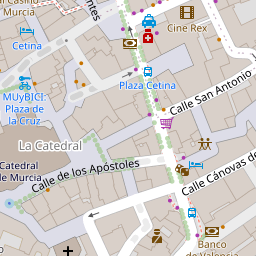 Murcia
Cetina
Cine Rex
Plaza Cetina
MUyBICI:
Plaza de
la Cruz
Calle San Antonio
La Catedral
Catedral
de Murcia
Calle de los Apóstoles
Calle Cánovas de
Banco
de Valencia